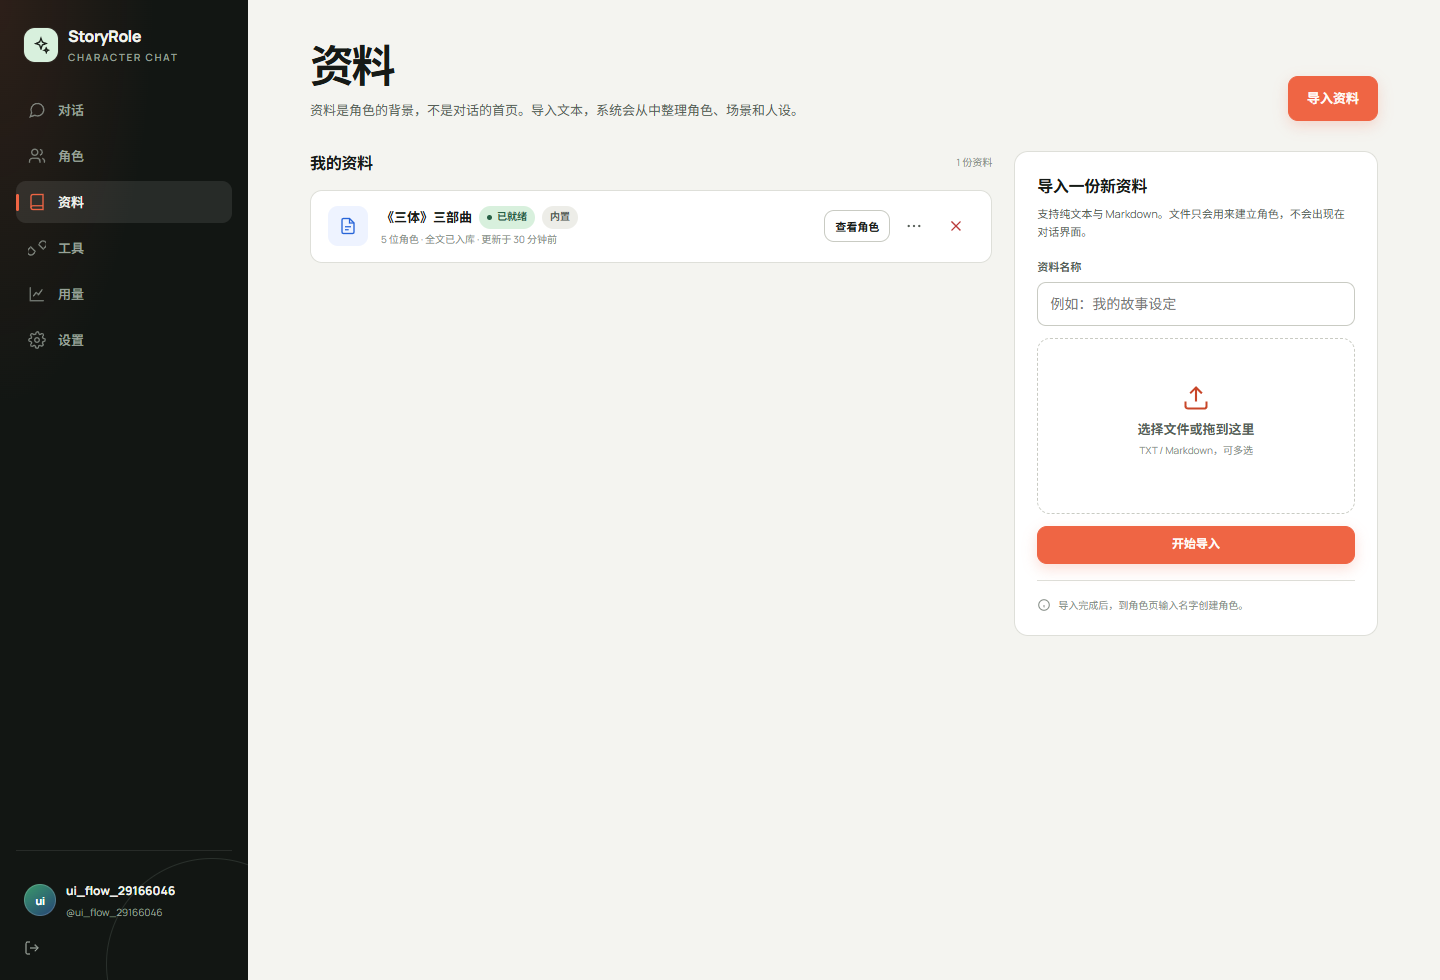 StoryRole
CHARACTER CHAT
对话
角色
资料
工具
用量
设置
ui
ui_flow_29166046
@ui_flow_29166046
资料
资料是角色的背景，不是对话的首页。导入文本，系统会从中整理角色、场景和人设。
导入资料
我的资料
1 份资料
《三体》三部曲
已就绪
内置
5 位角色 · 全文已入库 · 更新于 30 分钟前
查看角色
导入一份新资料
支持纯文本与 Markdown。文件只会用来建立角色，不会出现在
对话界面。
资料名称
例如：我的故事设定
选择文件或拖到这里
TXT / Markdown，可多选
开始导入
导入完成后，到角色页输入名字创建角色。